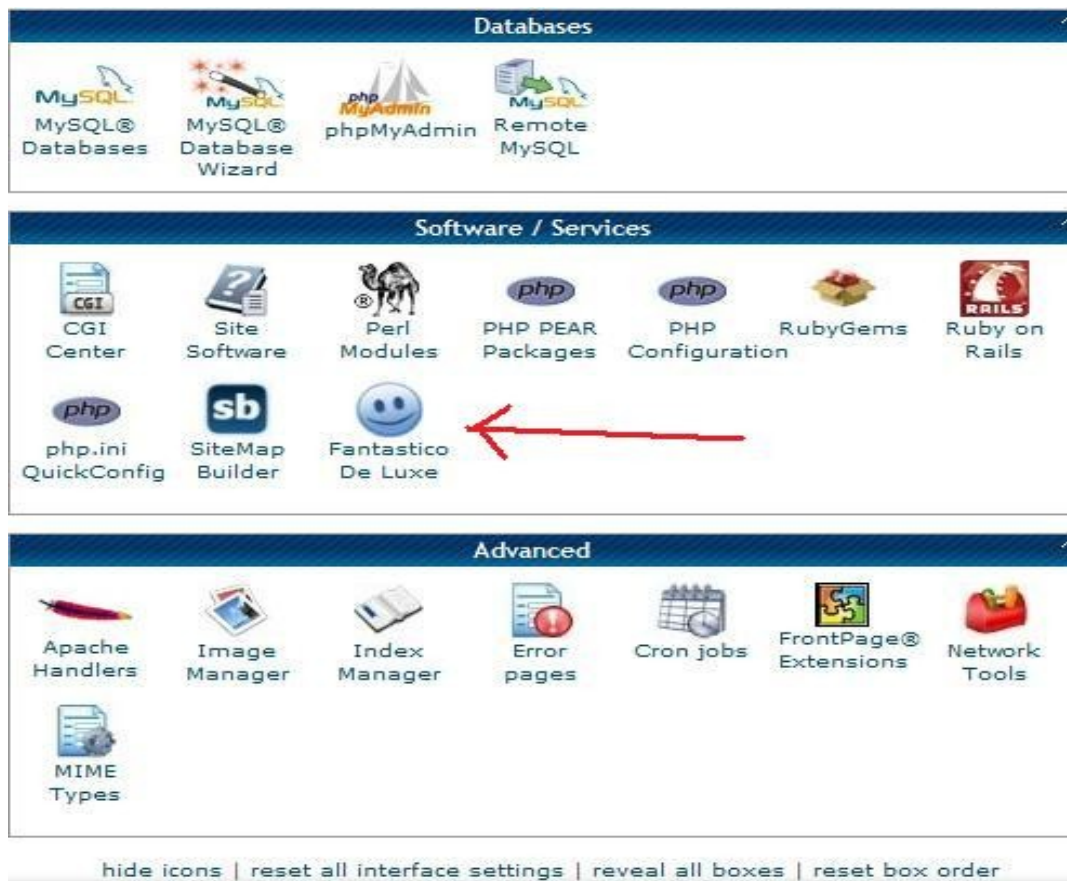 Databases
MySQL
MySQL
php
MyAdmin
MySQL
MySQL®
Databases
MySQL®
Database
Wizard
phpMyAdmin
Remote
MySQL
Software / Services
CGI
CGI
Center
Site
Software
®
Perl
Modules
php
PHP PEAR
Packages
php
PHP
Configuration
RubyGems
RAILS
Ruby on
Rails
php
php.ini
QuickConfig
sb
SiteMap
Builder
Fantastico
De Luxe
Advanced
Apache
Handlers
Image
Manager
Index
Manager
Error
pages
Cron jobs
FrontPage®
Extensions
Network
Tools
MIME
Types
hide icons | reset all interface settings | reveal all boxes | reset box order